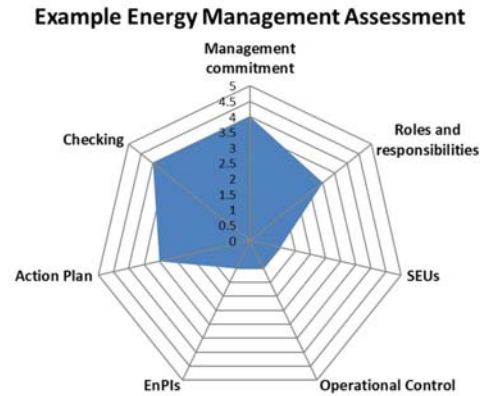 Example Energy Management Assessment
Management
commitment
5
4.5
4
3.5
3
2.5
2
1.5
1
0.5
0
Checking
Roles and
responsibilities
Action Plan
SEUs
EnPIs
Operational Control